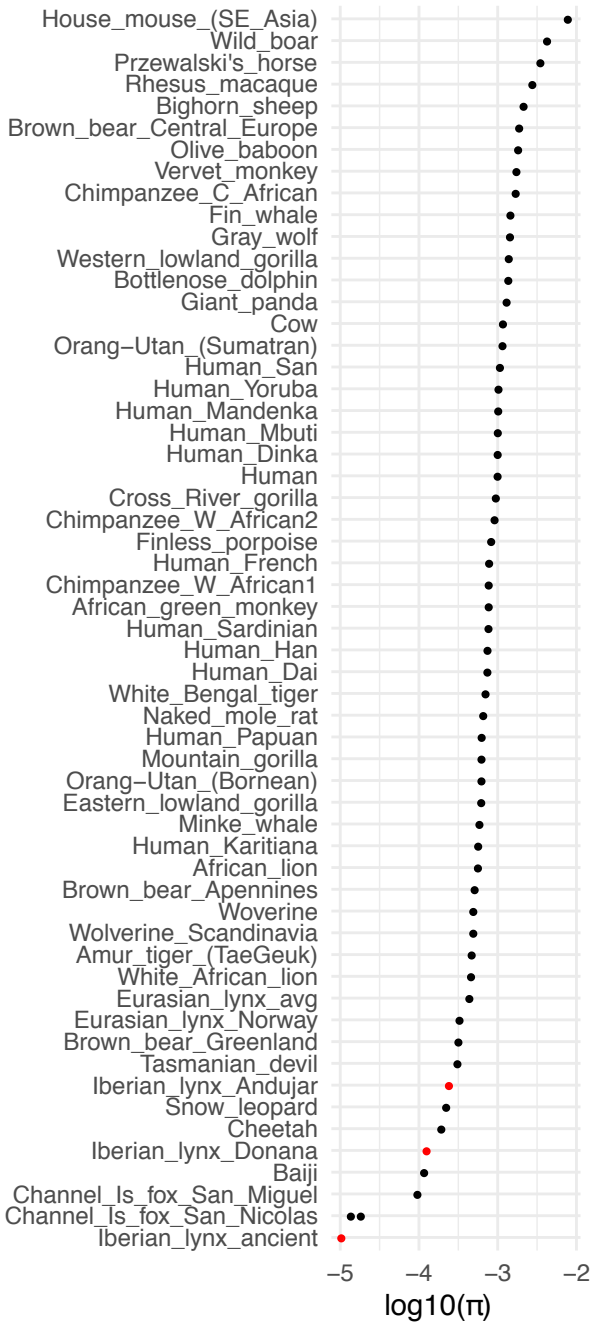 House_mouse_(SE_Asia)
Wild_boar
Przewalski's_horse
Rhesus_macaque
Bighorn_sheep
Brown_bear_Central_Europe
Olive_baboon
Vervet_monkey
Chimpanzee_C_African
Fin_whale
Gray_wolf
Western_lowland_gorilla
Bottlenose_dolphin
Giant_panda
Cow
Orang−Utan_(Sumatran)
Human_San
Human_Yoruba
Human_Mandenka
Human_Mbuti
Human_Dinka
Human
Cross_River_gorilla
Chimpanzee_W_African2
Finless_porpoise
Human_French
Chimpanzee_W_African1
African_green_monkey
Human_Sardinian
Human_Han
Human_Dai
White_Bengal_tiger
Naked_mole_rat
Human_Papuan
Mountain_gorilla
Orang−Utan_(Bornean)
Eastern_lowland_gorilla
Minke_whale
Human_Karitiana
African_lion
Brown_bear_Apennines
Woverine
Wolverine_Scandinavia
Amur_tiger_(TaeGeuk)
White_African_lion
Eurasian_lynx_avg
Eurasian_lynx_Norway
Brown_bear_Greenland
Tasmanian_devil
Iberian_lynx_Andujar
Snow_leopard
Cheetah
Iberian_lynx_Donana
Baiji
Channel_Is_fox_San_Miguel
Channel_Is_fox_San_Nicolas
Iberian_lynx_ancient
−5 −4 −3 −2
log10(π)